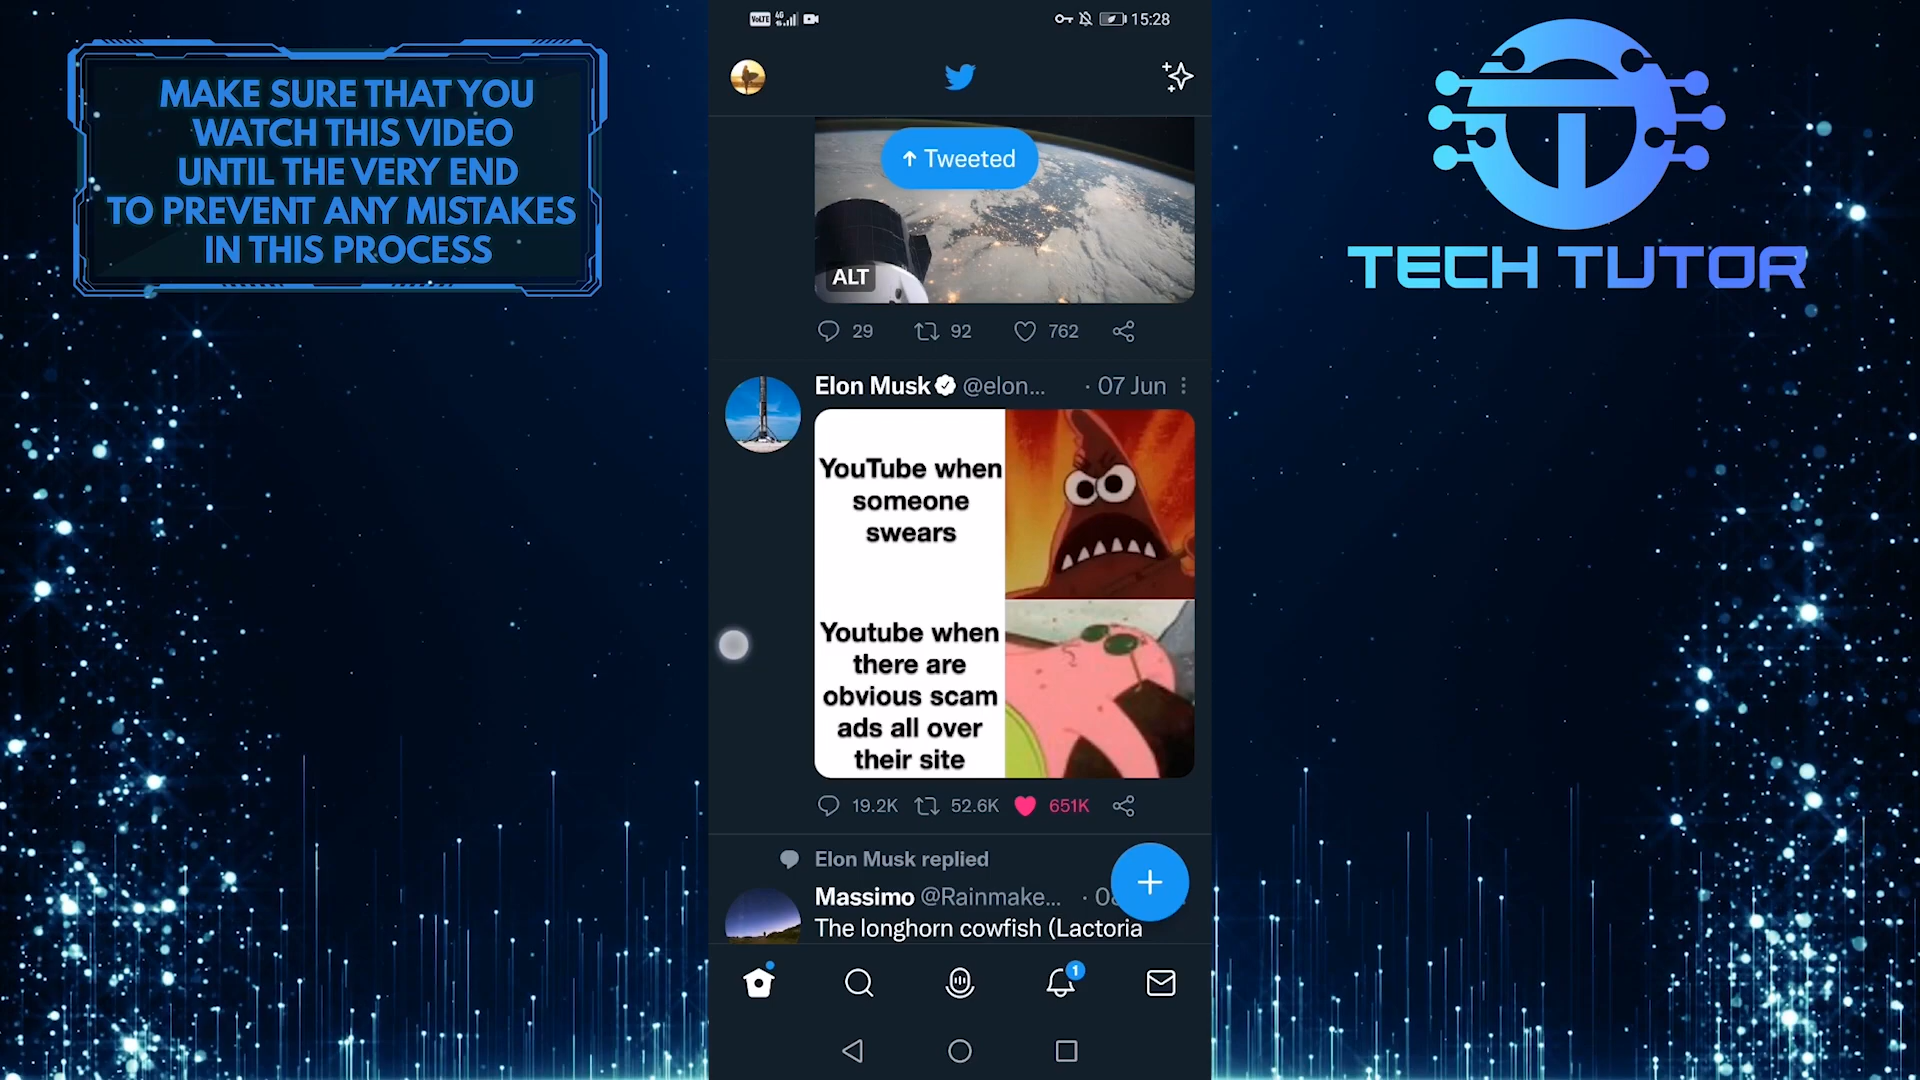 MAKE SURE THAT YOU
WATCH THIS VIDEO
UNTIL THE VERY END
TO PREVENT ANY MISTAKES
IN THIS PROCESS
VoLTE 4G
15:28
Tweeted
ALT
29 92 762
Elon Musk @elon... · 07 Jun
YouTube when
someone
swears
Youtube when
there are
obvious scam
ads all over
their site
19.2K 52.6K 651K
Elon Musk replied
Massimo @Rainmake... ·
The longhorn cowfish (Lactoria
1
TECH TUTOR